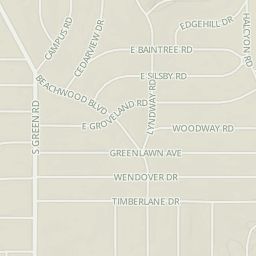 EDGEHILL DR
HALCYON RD
CAMPUS RD
CEDARVIEW DR
E BAINTREE RD
E SILSBY RD
BEACHWOOD BLVD
E GROVELAND RD
LYNDWAY RD
S GREEN RD
WOODWAY RD
GREENLAWN AVE
WENDOVER DR
TIMBERLANE DR